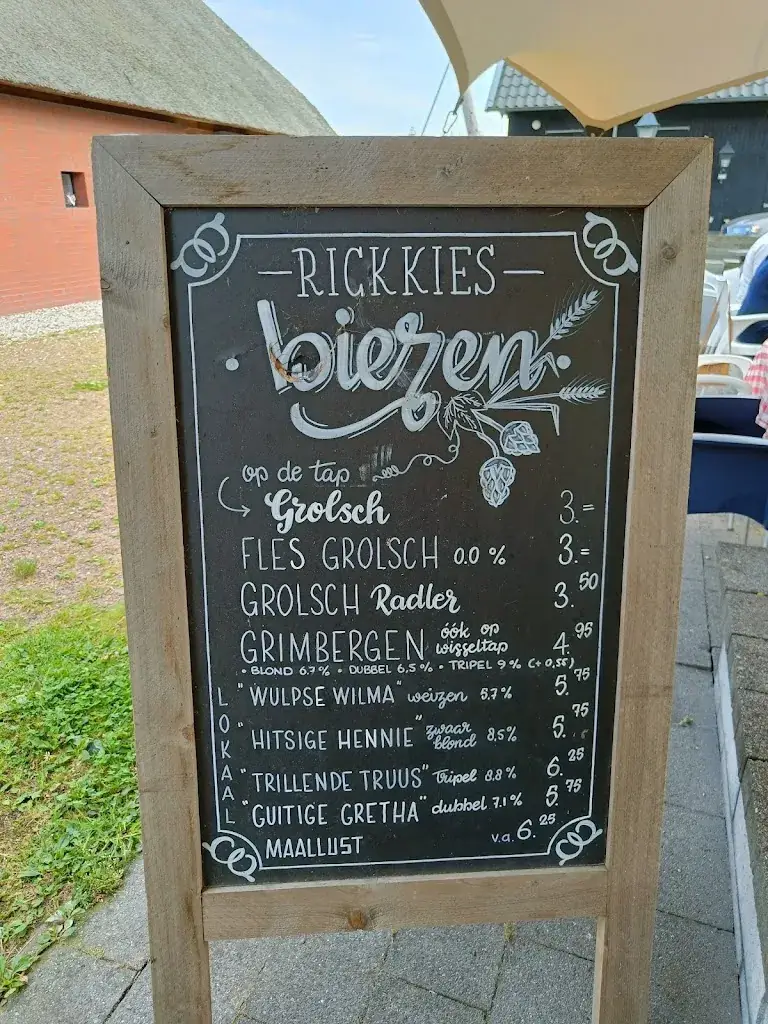 RICKKIES
bieren
op de tap
Grolsch 3.=
FLES GROLSCH 0.0 % 3.=
GROLSCH Radler 3.50
GRIMBERGEN óók op wisseltap 4.95
• BLOND 6.7 % • DUBBEL 6,5 % • TRIPEL 9 % (+ 0,55)
LOKAAL
"WULPSE WILMA" weizen 5.7 % 5.75
"HITSIGE HENNIE" zwaar blond 8,5 % 5.75
"TRILLENDE TRUUS" Tripel 8.8 % 6.25
"GUITIGE GRETHA" dubbel 7.1 % 5.75
MAALLUST v.a. 6.25